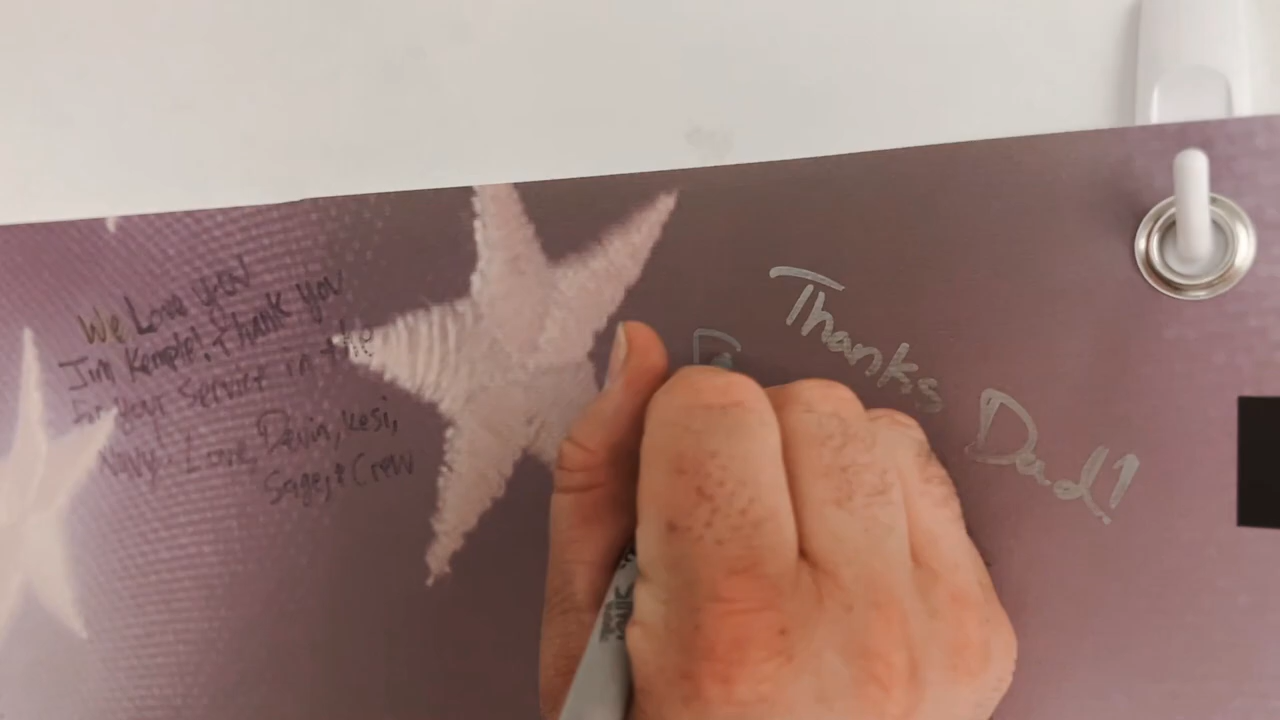 We Love you
Jim Kemple! Thank you
for your Service in the
Navy. Love, Devin, Kesi,
Sage, & Crew
Thanks Dad!